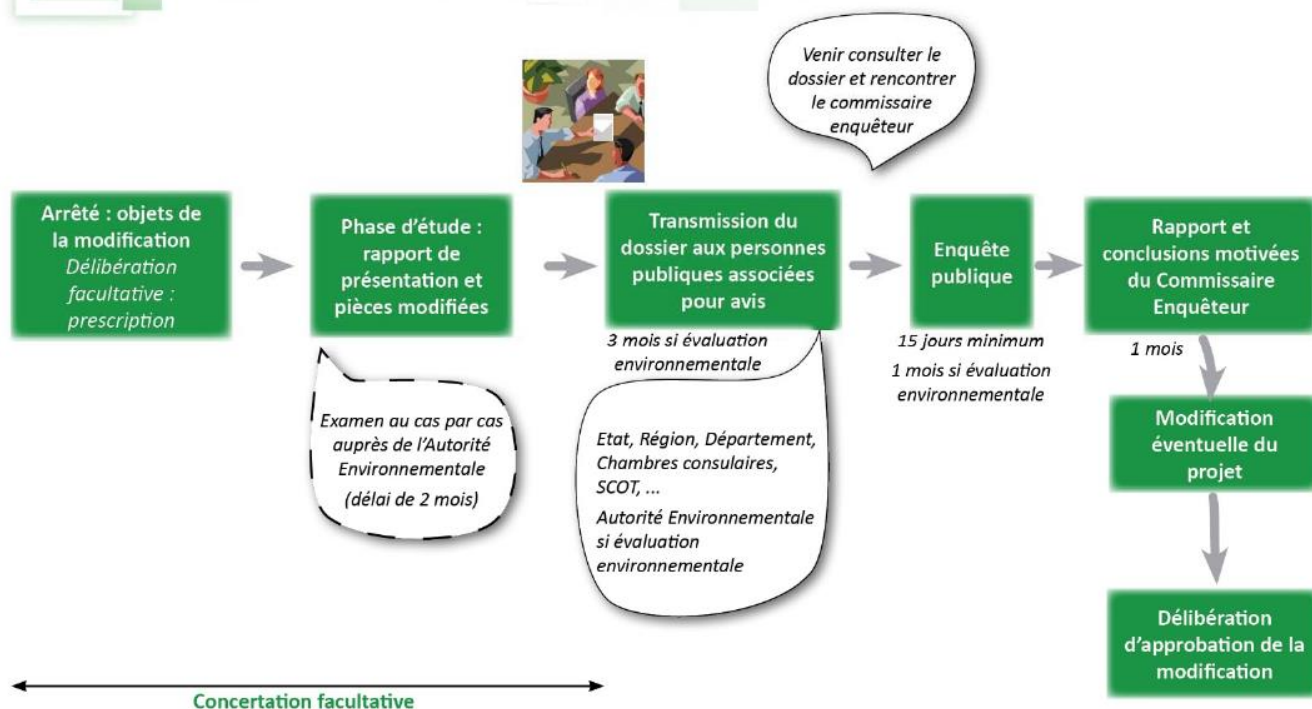 Venir consulter le
dossier et rencontrer
le commissaire
enquêteur
Arrêté : objets de
la modification
Délibération
facultative :
prescription
Phase d'étude :
rapport de
présentation et
pièces modifiées
Transmission du
dossier aux personnes
publiques associées
pour avis
Enquête
publique
Rapport et
conclusions motivées
du Commissaire
Enquêteur
3 mois si évaluation
environnementale
15 jours minimum
1 mois si évaluation
environnementale
1 mois
Examen au cas par cas
auprès de l'Autorité
Environnementale
(délai de 2 mois)
Etat, Région, Département,
Chambres consulaires,
SCOT, ...
Autorité Environnementale
si évaluation
environnementale
Modification
éventuelle du
projet
Délibération
d'approbation de la
modification
Concertation facultative